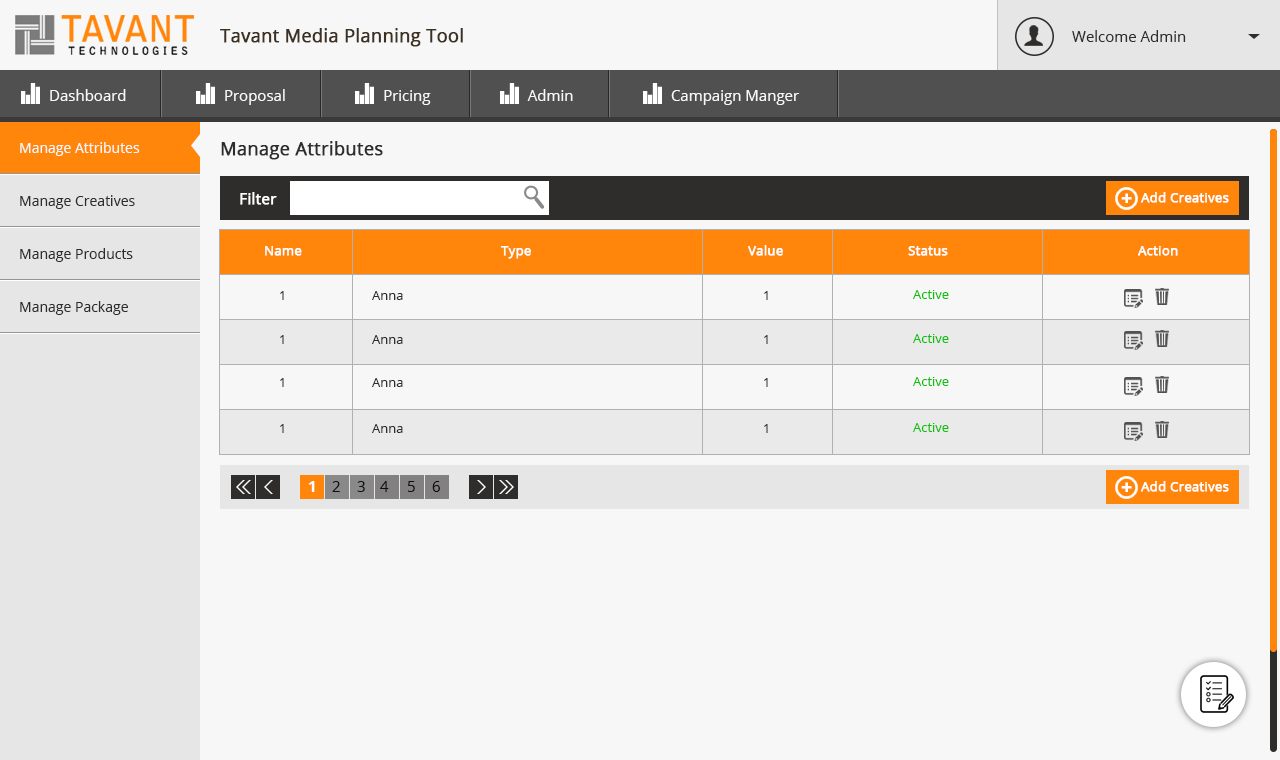 TAVANT
TECHNOLOGIES
Tavant Media Planning Tool
Welcome Admin
Dashboard Proposal Pricing Admin Campaign Manger
Manage Attributes
Manage Creatives
Manage Products
Manage Package
Manage Attributes
Filter Add Creatives
Name Type Value Status Action
1 Anna 1 Active
1 Anna 1 Active
1 Anna 1 Active
1 Anna 1 Active
1 2 3 4 5 6 Add Creatives